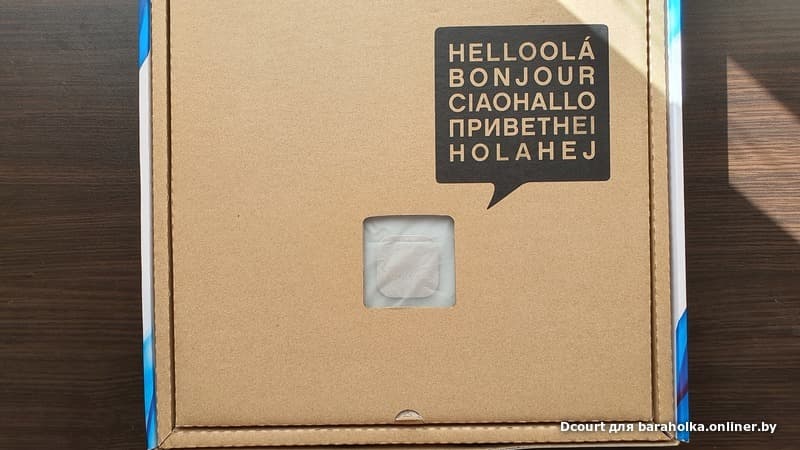 HELLOOLÁ
BONJOUR
CIAOHALLO
ПРИВЕТHEI
HOLAHEJ
Dcourt для baraholka.onliner.by